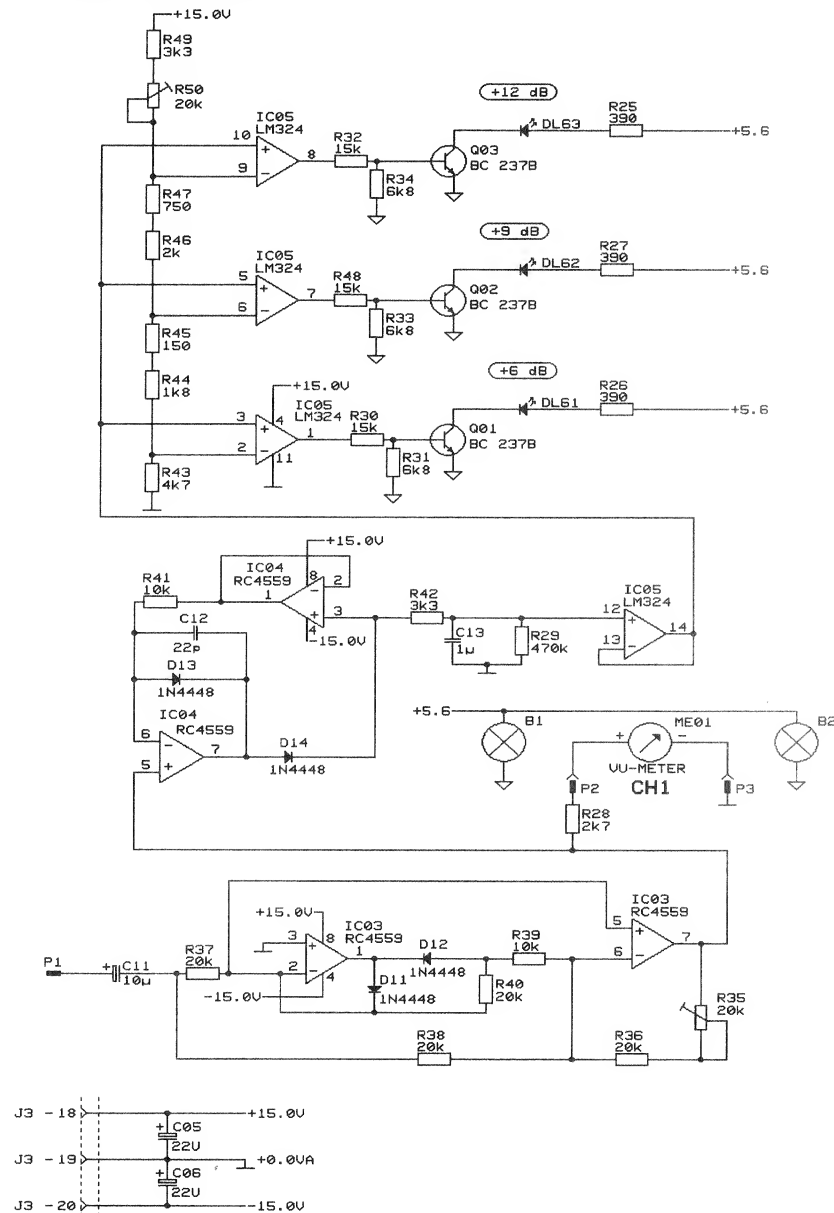 +15.0V
R49
3k3
R50
20k
IC05
LM324
10
+
9
−
8
R32
15k
R34
6k8
Q03
BC 237B
+12 dB
DL63
R25
390
+5.6
R47
750
R46
2k
IC05
LM324
5
+
6
−
7
R48
15k
R33
6k8
Q02
BC 237B
+9 dB
DL62
R27
390
+5.6
R45
150
R44
1k8
+15.0V
IC05
LM324
4
3
+
2
−
11
1
R30
15k
R31
6k8
Q01
BC 237B
+6 dB
DL61
R26
390
+5.6
R43
4k7
+15.0V
IC04
RC4559
R41
10k
1
8
−
2
+
3
4
-15.0V
C12
22p
D13
1N4448
IC04
RC4559
6
−
5
+
7
D14
1N4448
R42
3k3
C13
1µ
R29
470k
IC05
LM324
12
+
13
−
14
+5.6
B1
B2
ME01
+
−
VU-METER
CH1
P2
P3
R28
2k7
P1
+
C11
10µ
R37
20k
+15.0V
IC03
RC4559
3
+
8
2
−
4
1
-15.0V
D11
1N4448
D12
1N4448
R40
20k
R39
10k
IC03
RC4559
5
+
6
−
7
R35
20k
R38
20k
R36
20k
J3 -18
+15.0V
+
C05
22U
J3 -19
+0.0VA
+
C06
22U
J3 -20
-15.0V